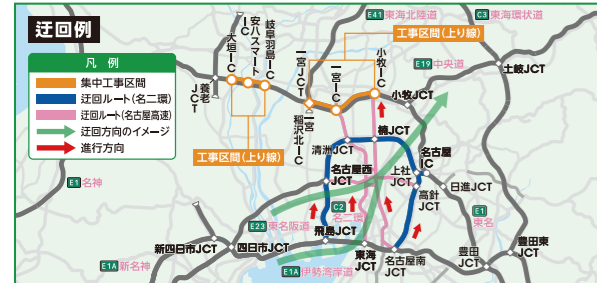 迂回例
凡　例
集中工事区間
迂回ルート(名二環)
迂回ルート(名古屋高速)
迂回方向のイメージ
進行方向
E41 東海北陸道
C3 東海環状道
工事区間(上り線)
岐阜羽島IC
安八スマートIC
大垣IC
養老JCT
一宮JCT
一宮IC
小牧IC
E19 中央道
土岐JCT
小牧JCT
一宮稲沢北IC
工事区間(上り線)
清洲JCT
楠JCT
名古屋西JCT
上社JCT
名古屋IC
高針JCT
日進JCT
E1 名神
C2
名二環
E1
東名
E23
東名阪道
飛島JCT
新四日市JCT
四日市JCT
東海JCT
名古屋南JCT
豊田JCT
豊田東JCT
E1A 新名神
E1A 伊勢湾岸道